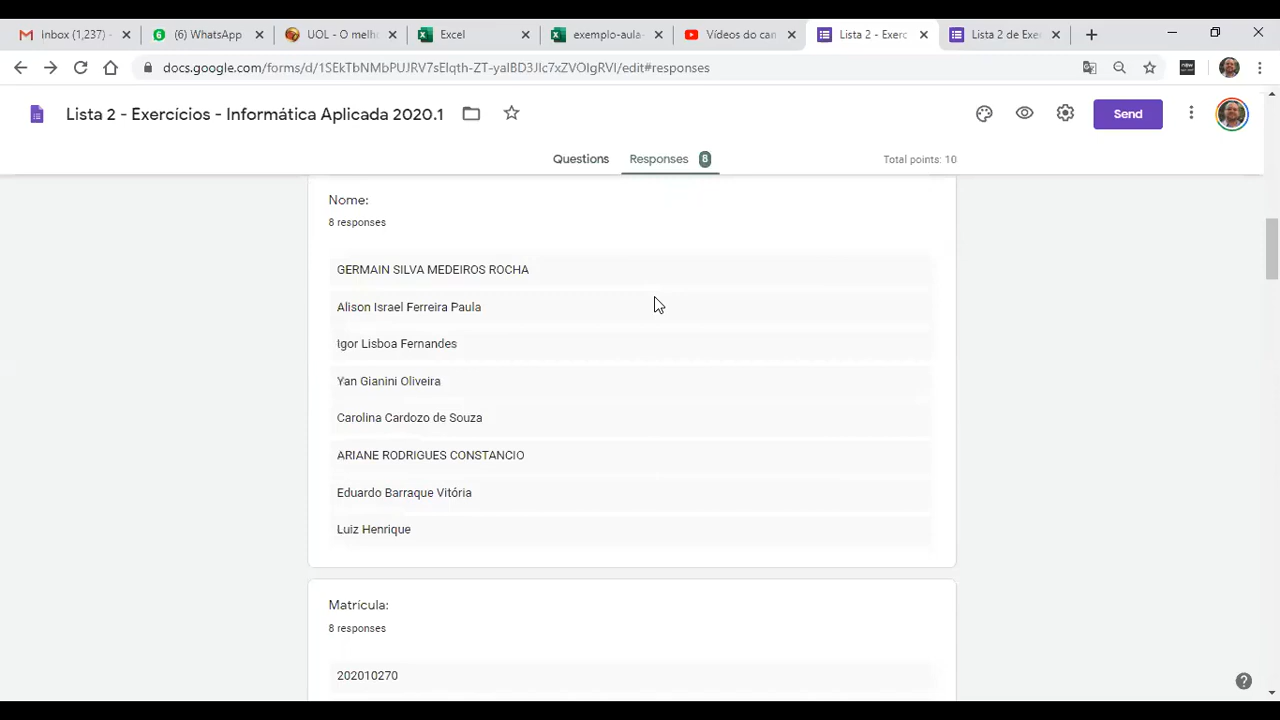 Inbox (1,237) -
(6) WhatsApp
UOL - O melh
Excel
exemplo-aula-
Vídeos do can
Lista 2 - Exerc
Lista 2 de Exer
docs.google.com/forms/d/1SEkTbNMbPUJRV7sElqth-ZT-yaIBD3JIc7xZVOIgRVI/edit#responses
Lista 2 - Exercícios - Informática Aplicada 2020.1
Send
Questions
Responses 8
Total points: 10
Nome:
8 responses
GERMAIN SILVA MEDEIROS ROCHA
Alison Israel Ferreira Paula
Igor Lisboa Fernandes
Yan Gianini Oliveira
Carolina Cardozo de Souza
ARIANE RODRIGUES CONSTANCIO
Eduardo Barraque Vitória
Luiz Henrique
Matrícula:
8 responses
202010270